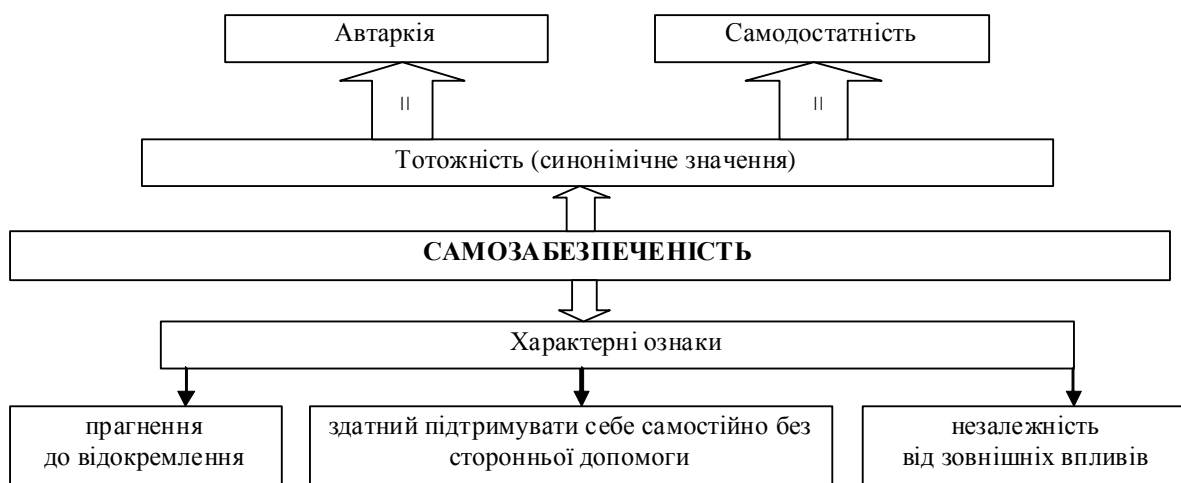 Автаркія
Самодостатність
||
||
Тотожність (синонімічне значення)
САМОЗАБЕЗПЕЧЕНІСТЬ
Характерні ознаки
прагнення
до відокремлення
здатний підтримувати себе самостійно без
сторонньої допомоги
незалежність
від зовнішніх впливів